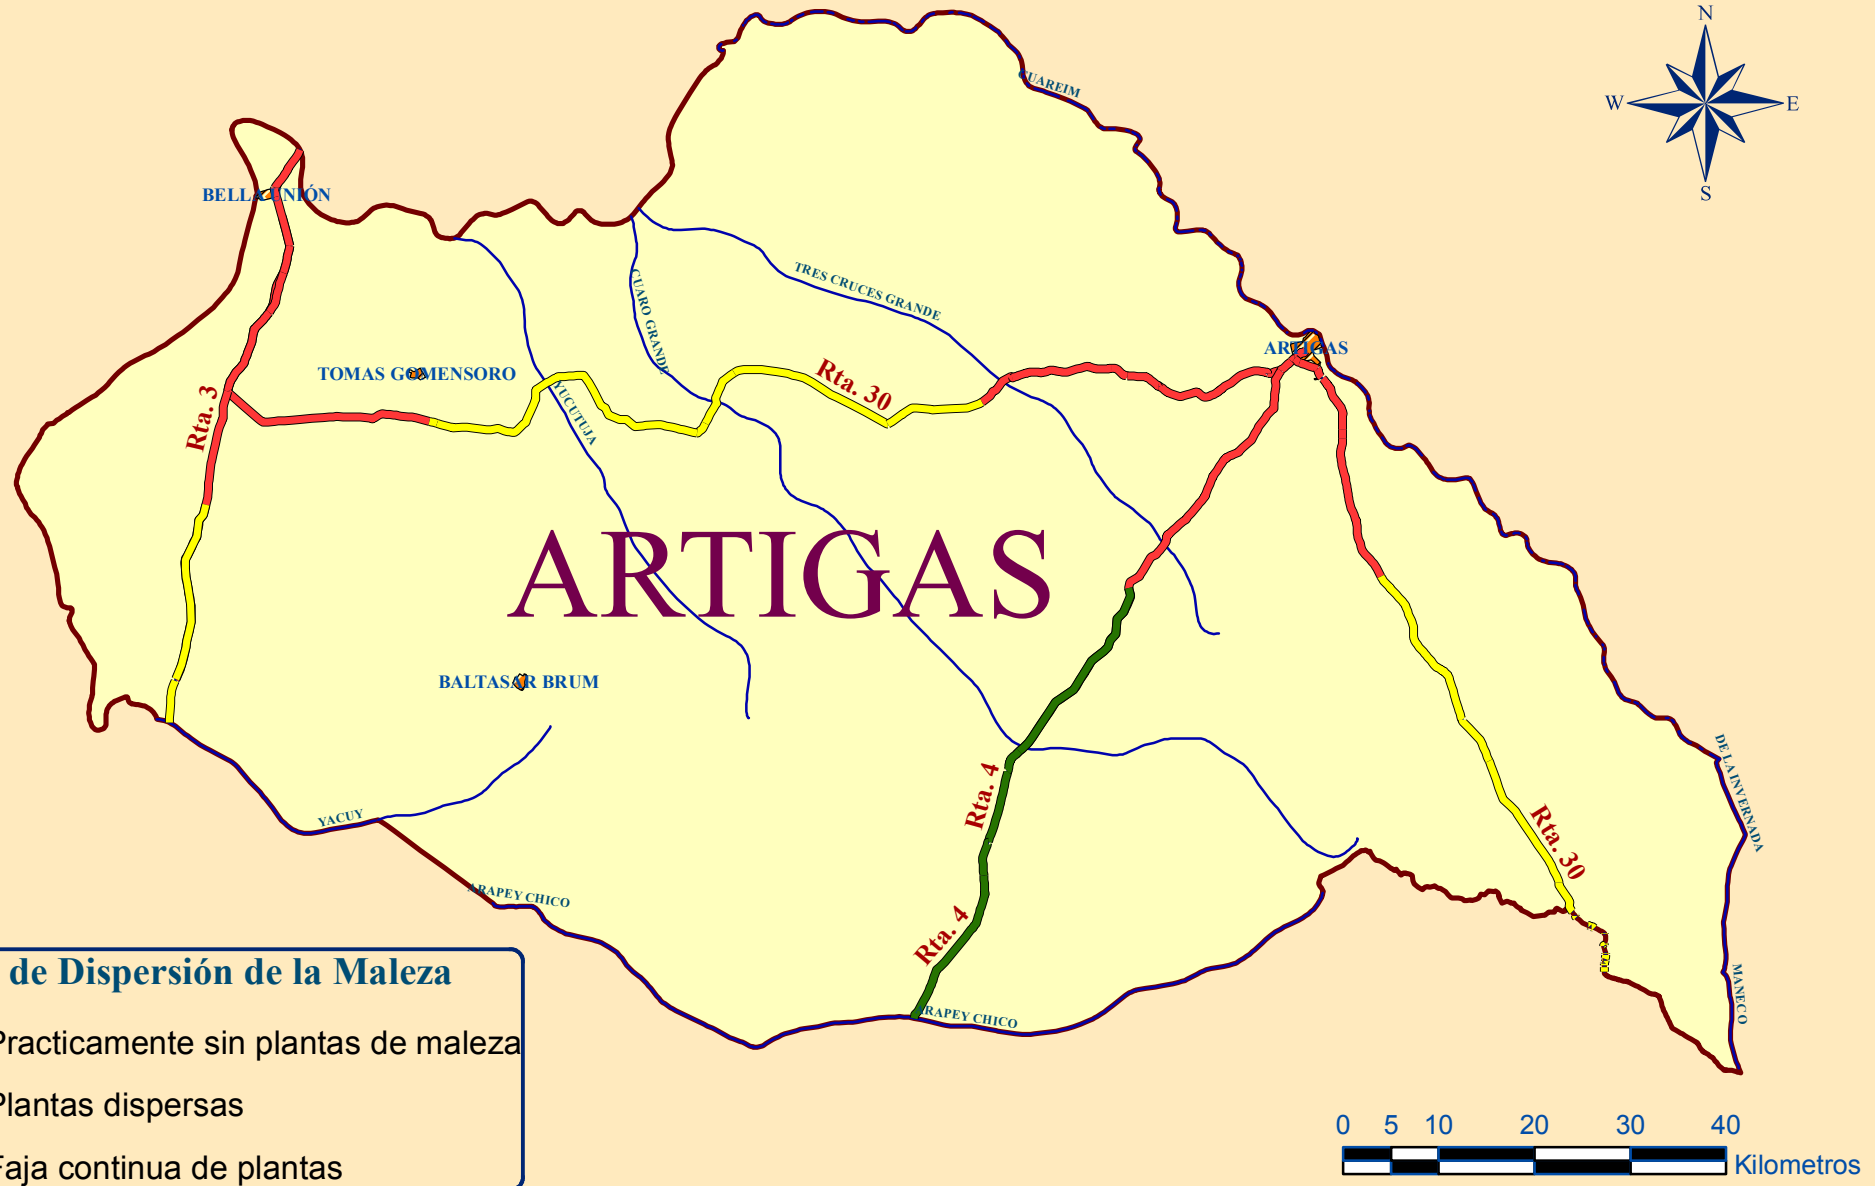 N
W
E
S
CUAREIM
BELLA UNIÓN
TRES CRUCES GRANDE
CUARO GRANDE
ARTIGAS
TOMAS GOMENSORO
Rta. 30
Rta. 3
YUCUTUJA
ARTIGAS
BALTASAR BRUM
DE LA INVERNADA
Rta. 4
YACUY
Rta. 30
ARAPEY CHICO
Rta. 4
MANECO
ARAPEY CHICO
de Dispersión de la Maleza
Practicamente sin plantas de maleza
Plantas dispersas
Faja continua de plantas
0 5 10 20 30 40
Kilometros